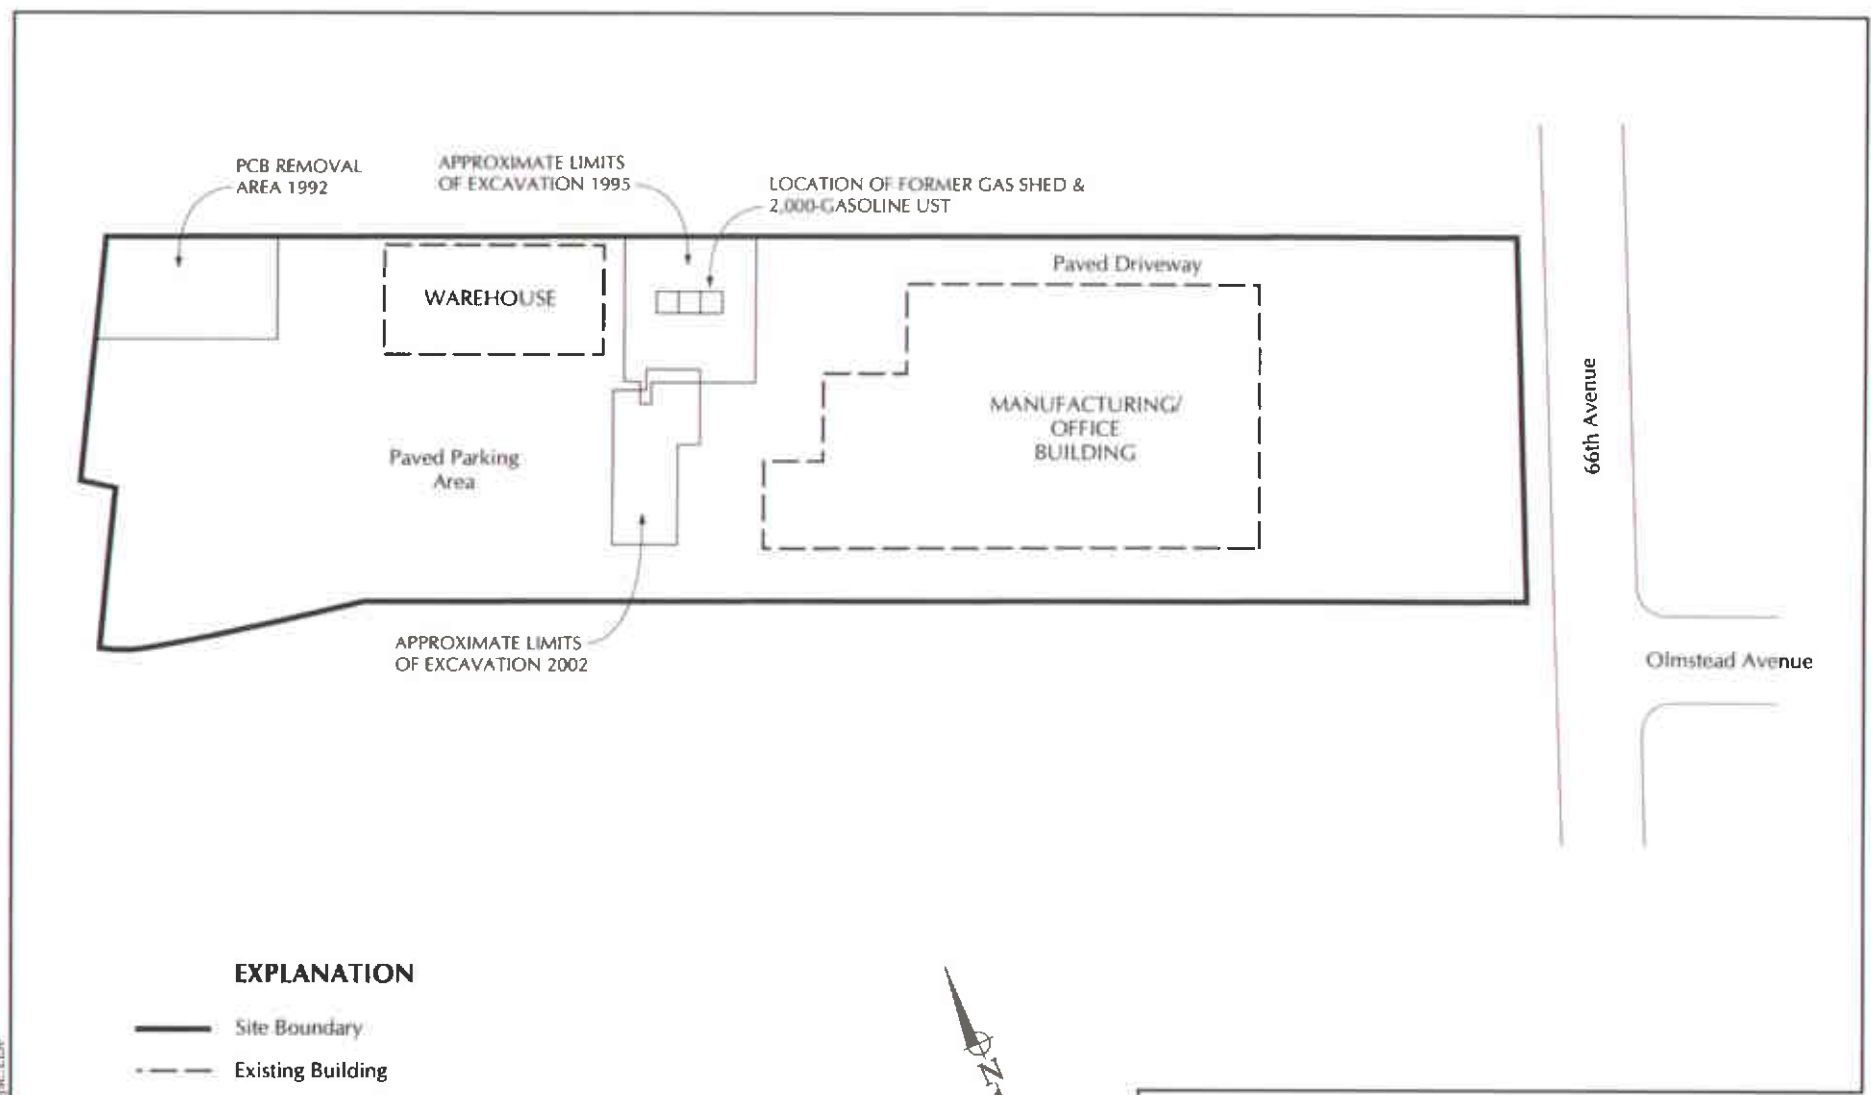 PCB REMOVAL
AREA 1992
APPROXIMATE LIMITS
OF EXCAVATION 1995
LOCATION OF FORMER GAS SHED &
2,000-GASOLINE UST
Paved Driveway
WAREHOUSE
MANUFACTURING/
OFFICE
BUILDING
66th Avenue
Paved Parking
Area
APPROXIMATE LIMITS
OF EXCAVATION 2002
Olmstead Avenue
EXPLANATION
Site Boundary
Existing Building
N